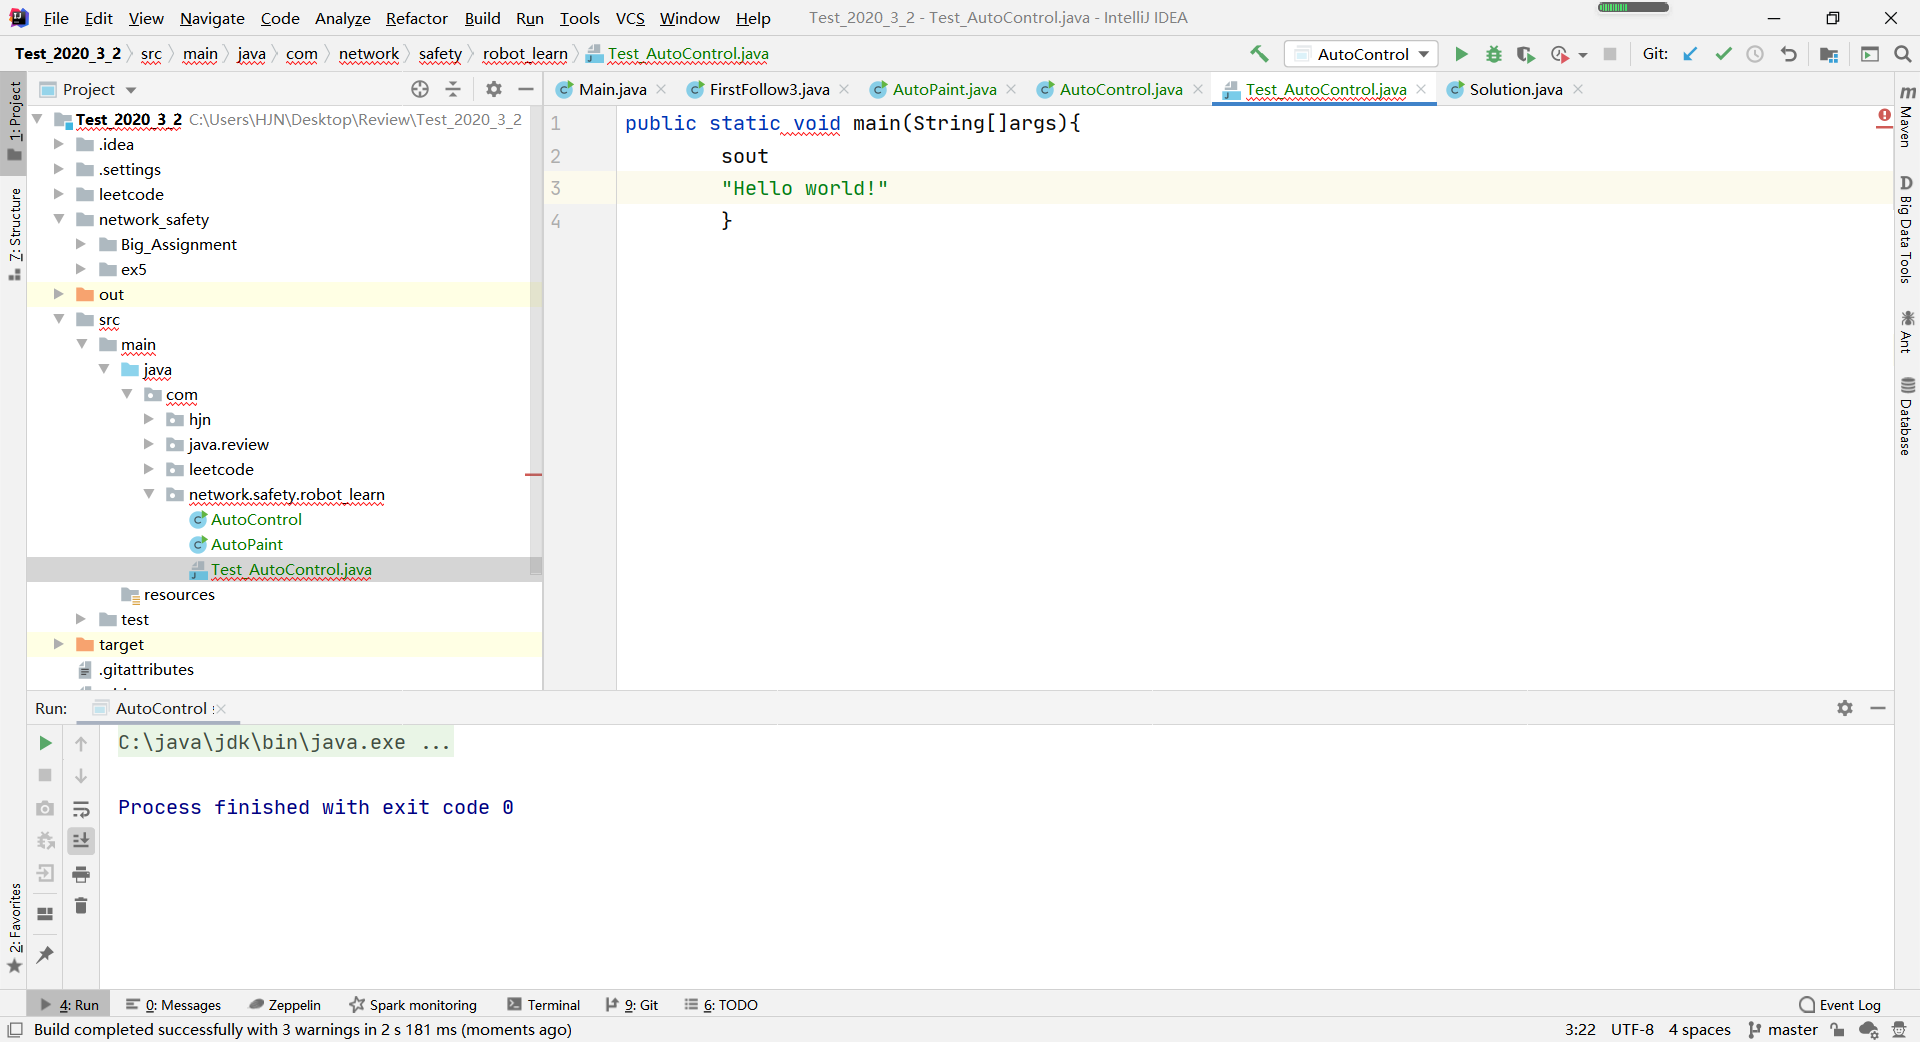 File Edit View Navigate Code Analyze Refactor Build Run Tools VCS Window Help Test_2020_3_2 - Test_AutoControl.java - IntelliJ IDEA
Test_2020_3_2 src main java com network safety robot_learn Test_AutoControl.java AutoControl Git:
Project
Main.java FirstFollow3.java AutoPaint.java AutoControl.java Test_AutoControl.java Solution.java
1: Project
7: Structure
2: Favorites
Test_2020_3_2 C:\Users\HJN\Desktop\Review\Test_2020_3_2
.idea
.settings
leetcode
network_safety
Big_Assignment
ex5
out
src
main
java
com
hjn
java.review
leetcode
network.safety.robot_learn
AutoControl
AutoPaint
Test_AutoControl.java
resources
test
target
.gitattributes
1 public static void main(String[]args){
2 sout
3 "Hello world!"
4 }
Maven
Big Data Tools
Ant
Database
Run: AutoControl
C:\java\jdk\bin\java.exe ...
Process finished with exit code 0
4: Run 0: Messages Zeppelin Spark monitoring Terminal 9: Git 6: TODO Event Log
Build completed successfully with 3 warnings in 2 s 181 ms (moments ago) 3:22 UTF-8 4 spaces master